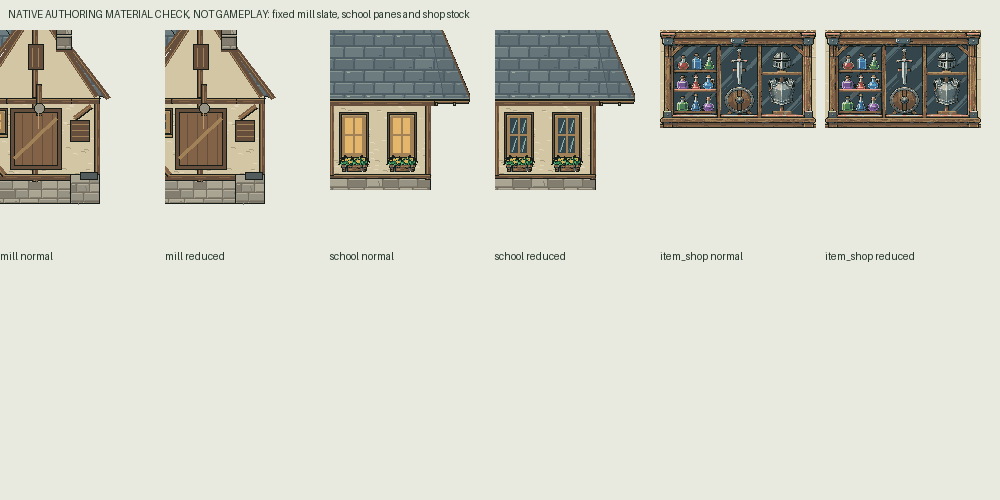 NATIVE AUTHORING MATERIAL CHECK, NOT GAMEPLAY: fixed mill slate, school panes and shop stock
mill normal
mill reduced
school normal
school reduced
item_shop normal
item_shop reduced